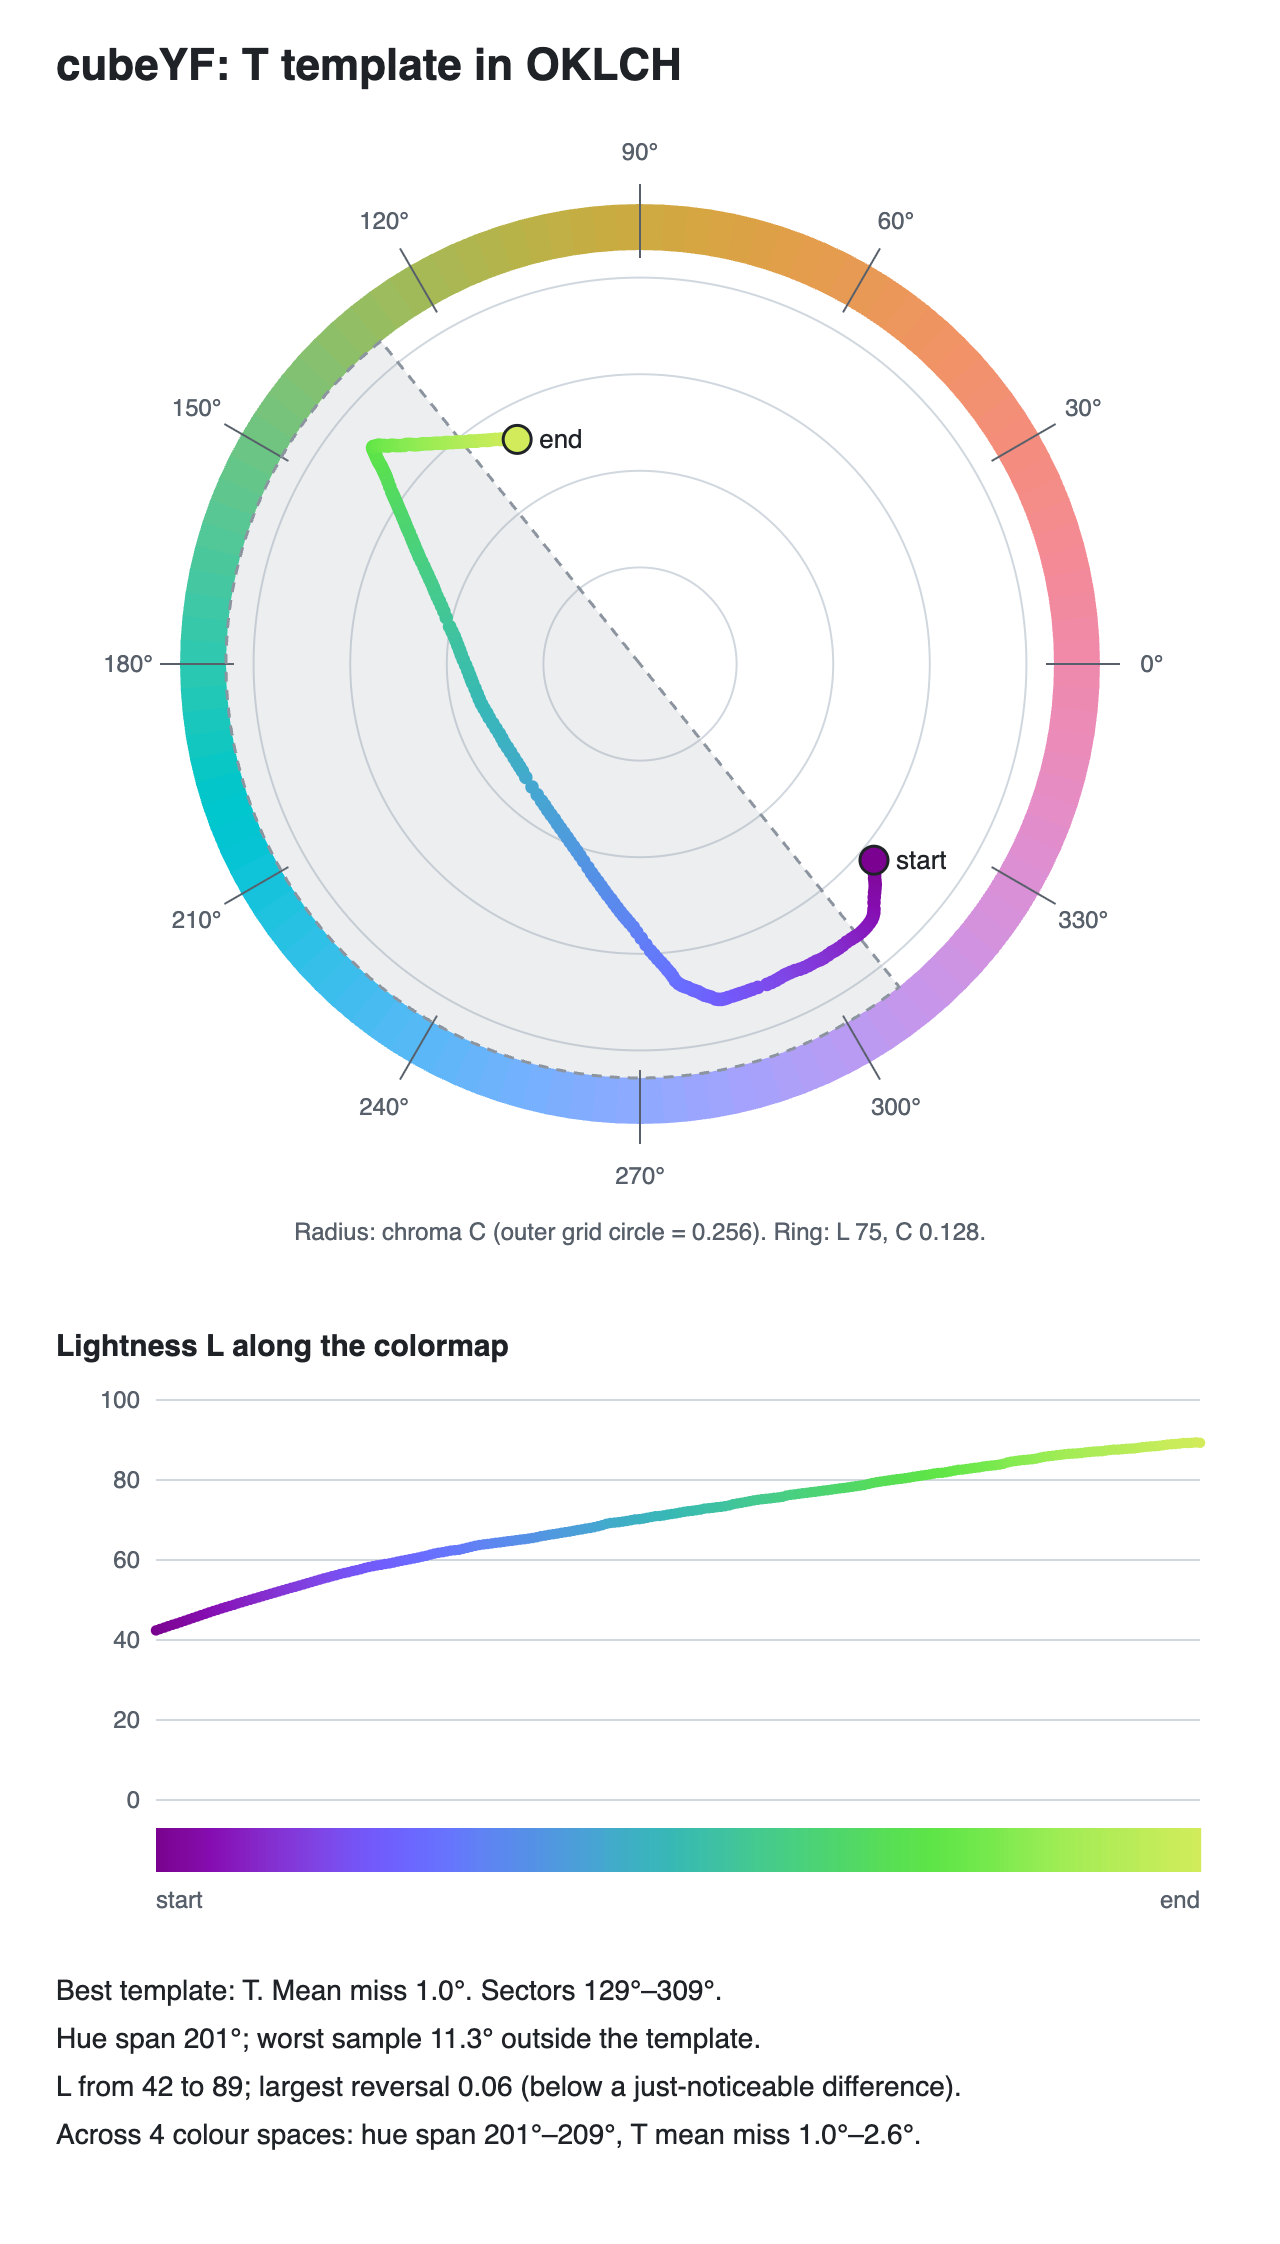 cubeYF: T template in OKLCH
90°
120°
60°
150°
30°
end
180°
0°
start
210°
330°
240°
300°
270°
Radius: chroma C (outer grid circle = 0.256). Ring: L 75, C 0.128.
Lightness L along the colormap
100
80
60
40
20
0
start
end
Best template: T. Mean miss 1.0°. Sectors 129°–309°.
Hue span 201°; worst sample 11.3° outside the template.
L from 42 to 89; largest reversal 0.06 (below a just-noticeable difference).
Across 4 colour spaces: hue span 201°–209°, T mean miss 1.0°–2.6°.